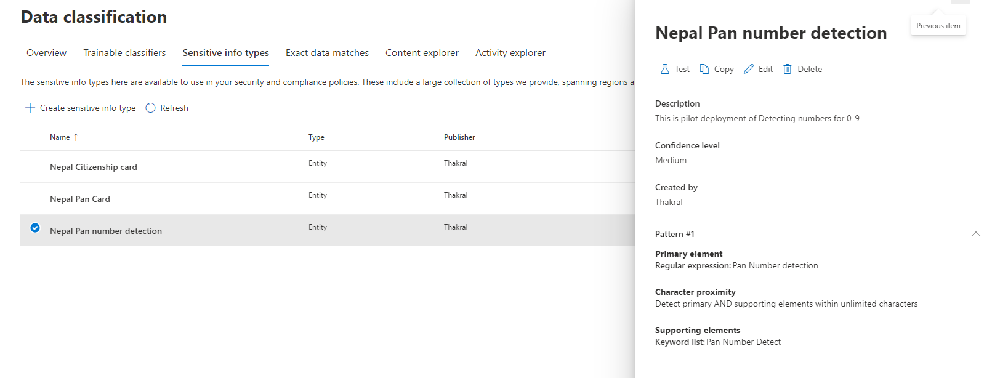 Data classification
Overview
Trainable classifiers
Sensitive info types
Exact data matches
Content explorer
Activity explorer
The sensitive info types here are available to use in your security and compliance policies. These include a large collection of types we provide, spanning regions
Create sensitive info type
Refresh
Name ↑
Type
Publisher
Nepal Citizenship card
Entity
Thakral
Nepal Pan Card
Entity
Thakral
Nepal Pan number detection
Entity
Thakral
Previous item
Nepal Pan number detection
Test
Copy
Edit
Delete
Description
This is pilot deployment of Detecting numbers for 0-9
Confidence level
Medium
Created by
Thakral
Pattern #1
Primary element
Regular expression: Pan Number detection
Character proximity
Detect primary AND supporting elements within unlimited characters
Supporting elements
Keyword list: Pan Number Detect